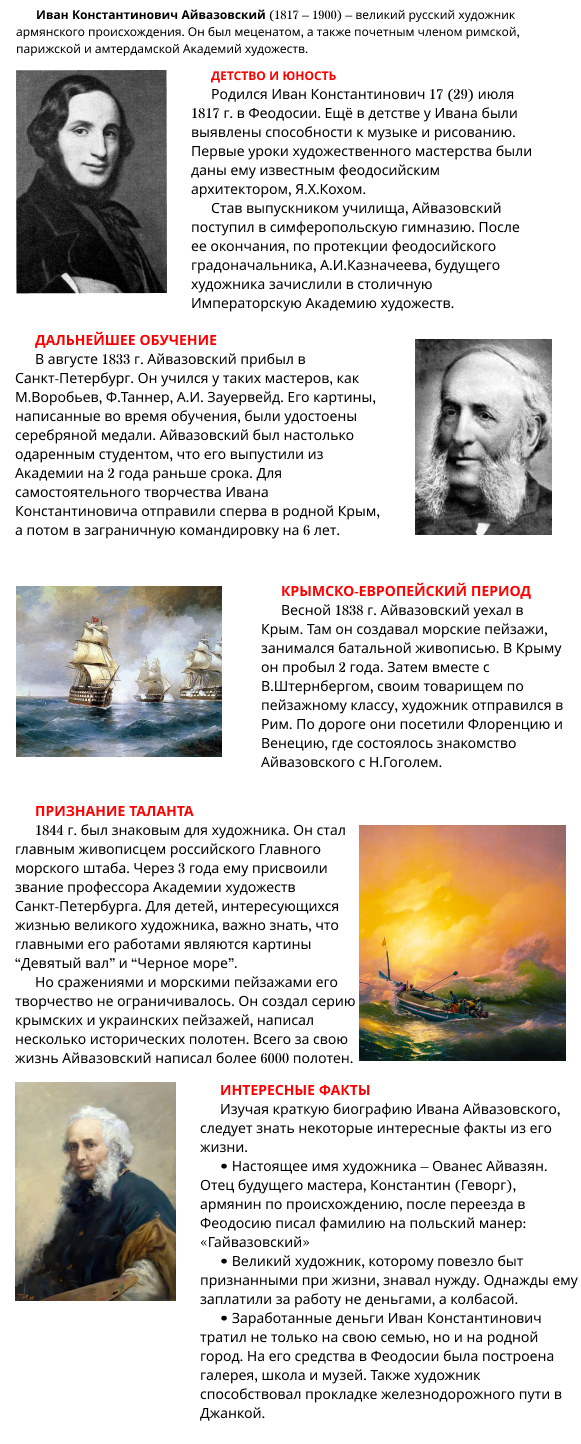 Иван Константинович Айвазовский (1817 – 1900) – великий русский художник
армянского происхождения. Он был меценатом, а также почетным членом римской,
парижской и амтердамской Академий художеств.
ДЕТСТВО И ЮНОСТЬ
Родился Иван Константинович 17 (29) июля
1817 г. в Феодосии. Ещё в детстве у Ивана были
выявлены способности к музыке и рисованию.
Первые уроки художественного мастерства были
даны ему известным феодосийским
архитектором, Я.Х.Кохом.
Став выпускником училища, Айвазовский
поступил в симферопольскую гимназию. После
ее окончания, по протекции феодосийского
градоначальника, А.И.Казначеева, будущего
художника зачислили в столичную
Императорскую Академию художеств.
ДАЛЬНЕЙШЕЕ ОБУЧЕНИЕ
В августе 1833 г. Айвазовский прибыл в
Санкт-Петербург. Он учился у таких мастеров, как
М.Воробьев, Ф.Таннер, А.И. Зауервейд. Его картины,
написанные во время обучения, были удостоены
серебряной медали. Айвазовский был настолько
одаренным студентом, что его выпустили из
Академии на 2 года раньше срока. Для
самостоятельного творчества Ивана
Константиновича отправили сперва в родной Крым,
а потом в заграничную командировку на 6 лет.
КРЫМСКО-ЕВРОПЕЙСКИЙ ПЕРИОД
Весной 1838 г. Айвазовский уехал в
Крым. Там он создавал морские пейзажи,
занимался батальной живописью. В Крыму
он пробыл 2 года. Затем вместе с
В.Штернбергом, своим товарищем по
пейзажному классу, художник отправился в
Рим. По дороге они посетили Флоренцию и
Венецию, где состоялось знакомство
Айвазовского с Н.Гоголем.
ПРИЗНАНИЕ ТАЛАНТА
1844 г. был знаковым для художника. Он стал
главным живописцем российского Главного
морского штаба. Через 3 года ему присвоили
звание профессора Академии художеств
Санкт-Петербурга. Для детей, интересующихся
жизнью великого художника, важно знать, что
главными его работами являются картины
“Девятый вал” и “Черное море”.
Но сражениями и морскими пейзажами его
творчество не ограничивалось. Он создал серию
крымских и украинских пейзажей, написал
несколько исторических полотен. Всего за свою
жизнь Айвазовский написал более 6000 полотен.
ИНТЕРЕСНЫЕ ФАКТЫ
Изучая краткую биографию Ивана Айвазовского,
следует знать некоторые интересные факты из его
жизни.
• Настоящее имя художника – Ованес Айвазян.
Отец будущего мастера, Константин (Геворг),
армянин по происхождению, после переезда в
Феодосию писал фамилию на польский манер:
«Гайвазовский»
• Великий художник, которому повезло быт
признанными при жизни, знавал нужду. Однажды ему
заплатили за работу не деньгами, а колбасой.
• Заработанные деньги Иван Константинович
тратил не только на свою семью, но и на родной
город. На его средства в Феодосии была построена
галерея, школа и музей. Также художник
способствовал прокладке железнодорожного пути в
Джанкой.